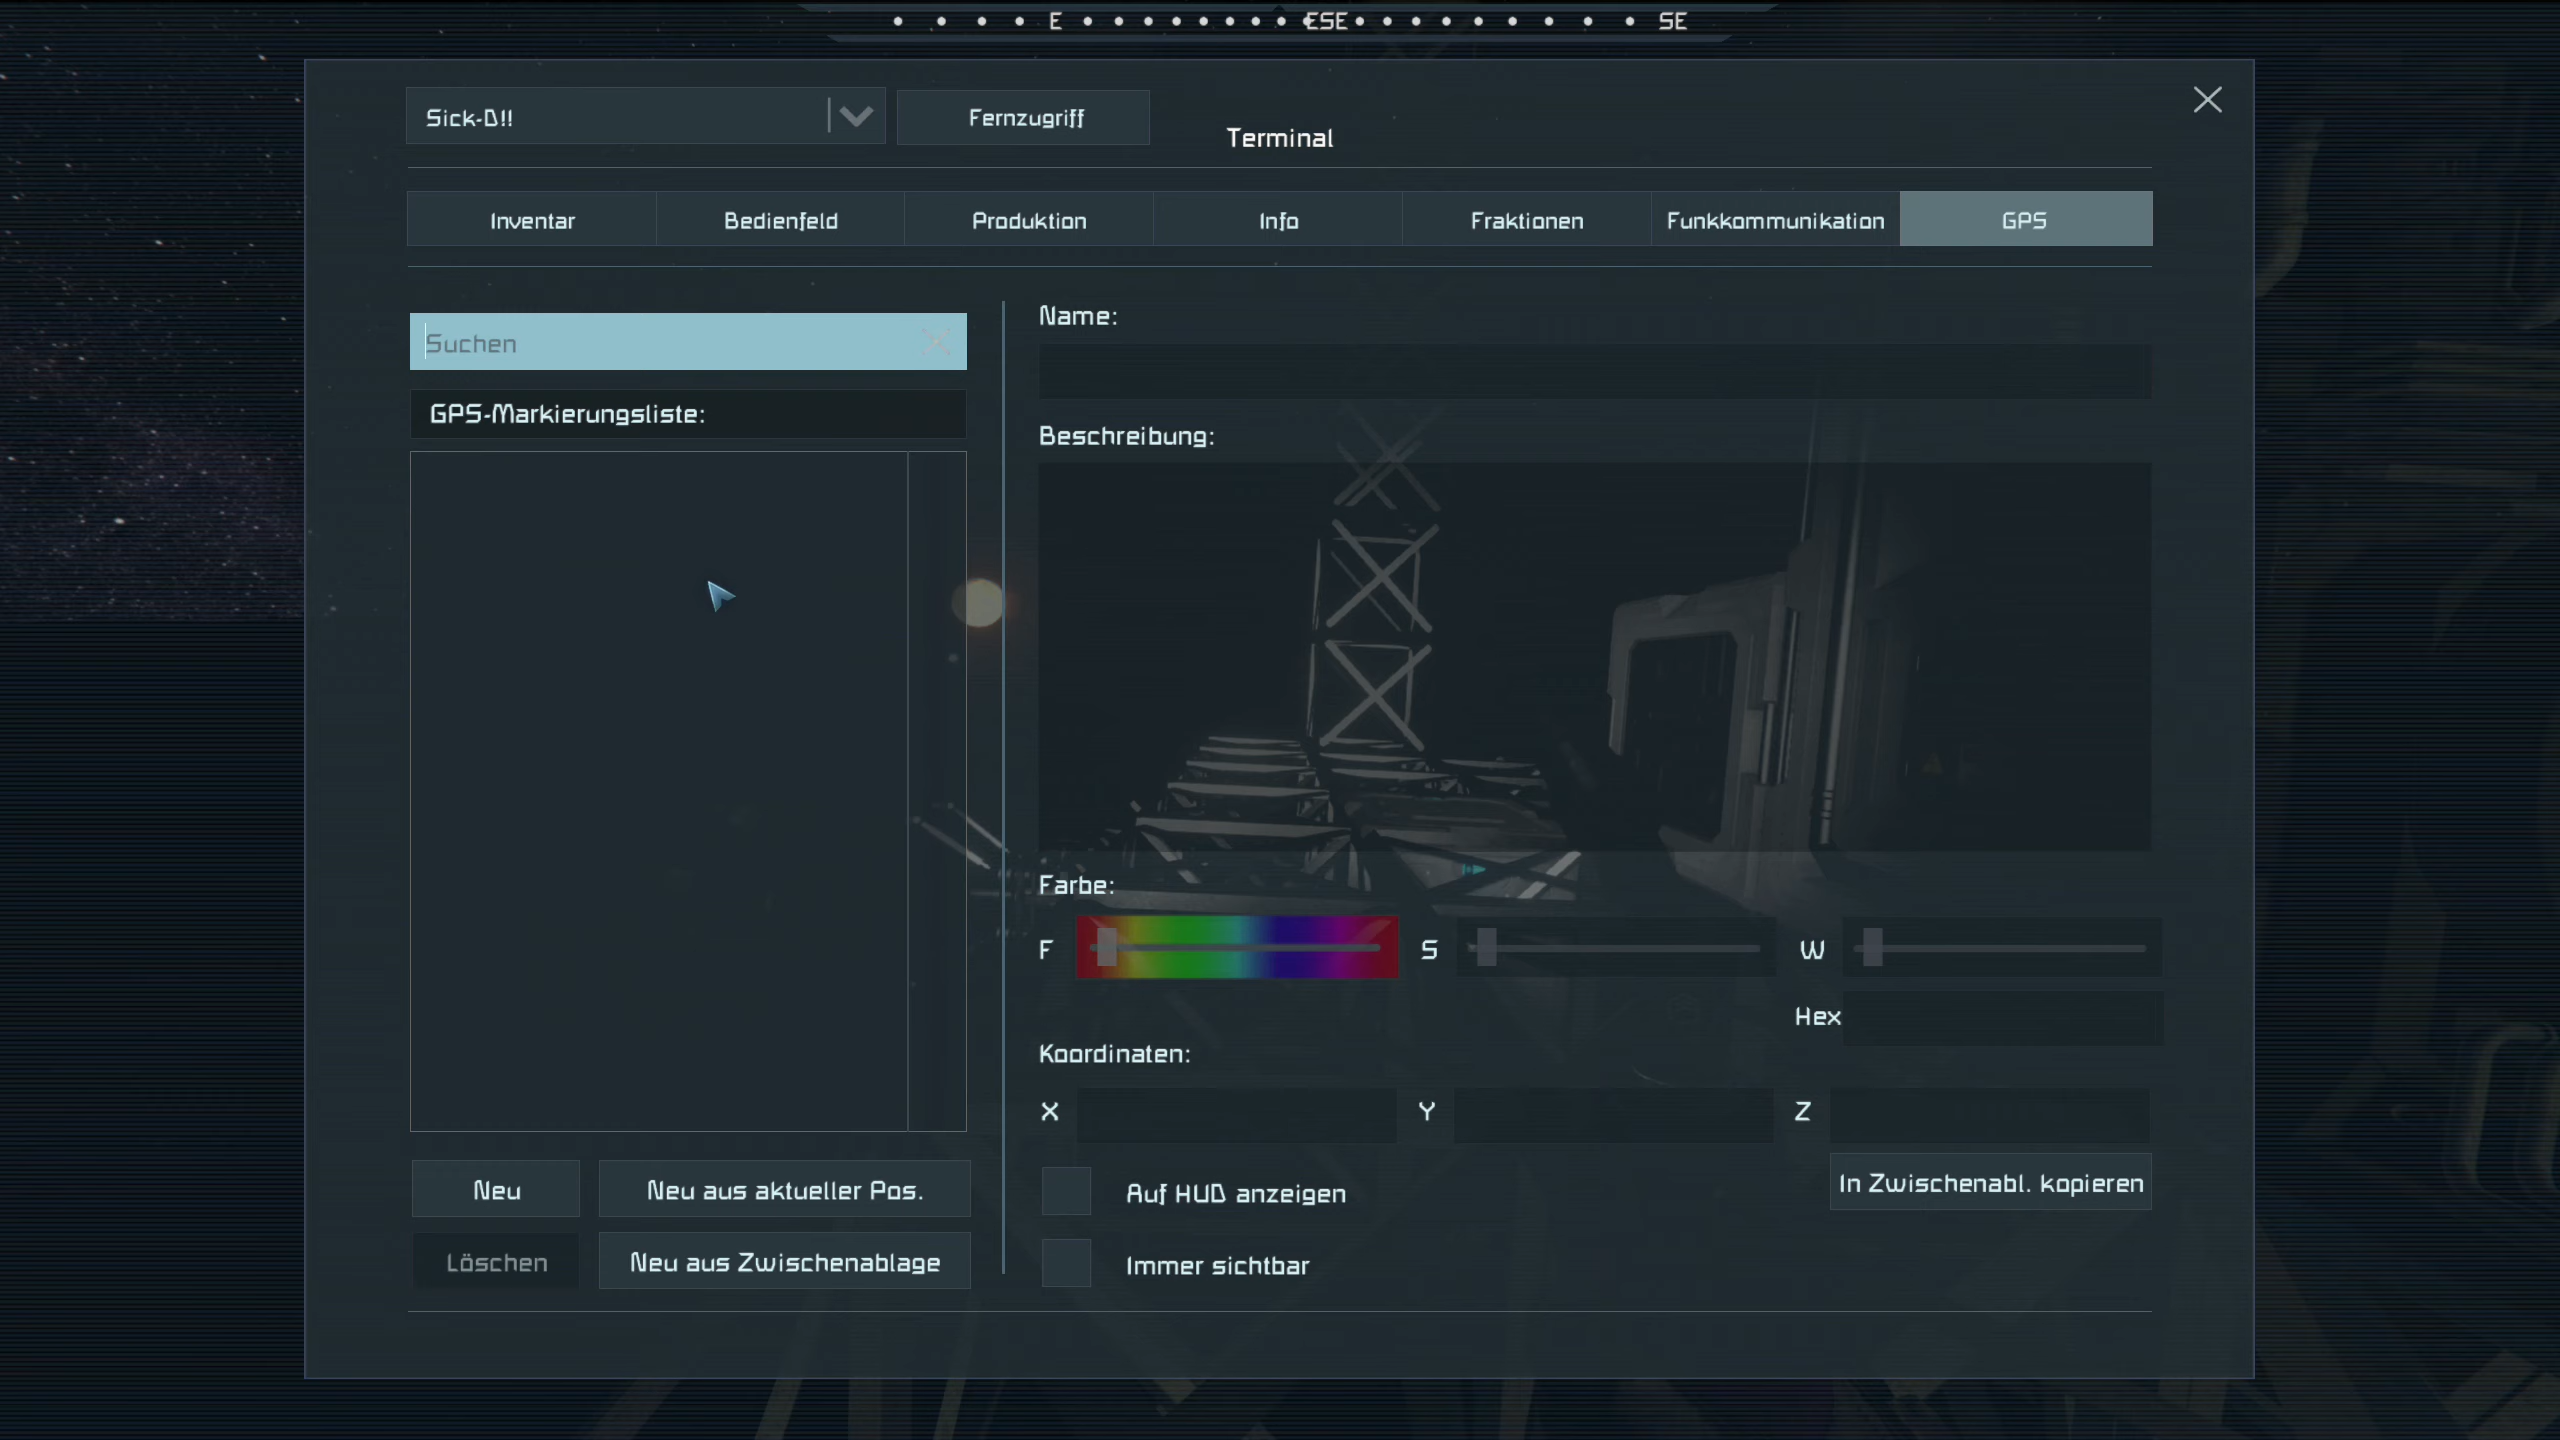 E ESE SE
Sick-D!!
Fernzugriff
Terminal
Inventar
Bedienfeld
Produktion
Info
Fraktionen
Funkkommunikation
GPS
Suchen
GPS-Markierungsliste:
Name:
Beschreibung:
Farbe:
F
S
W
Hex
Koordinaten:
X
Y
Z
Neu
Neu aus aktueller Pos.
Löschen
Neu aus Zwischenablage
Auf HUD anzeigen
Immer sichtbar
In Zwischenabl. kopieren